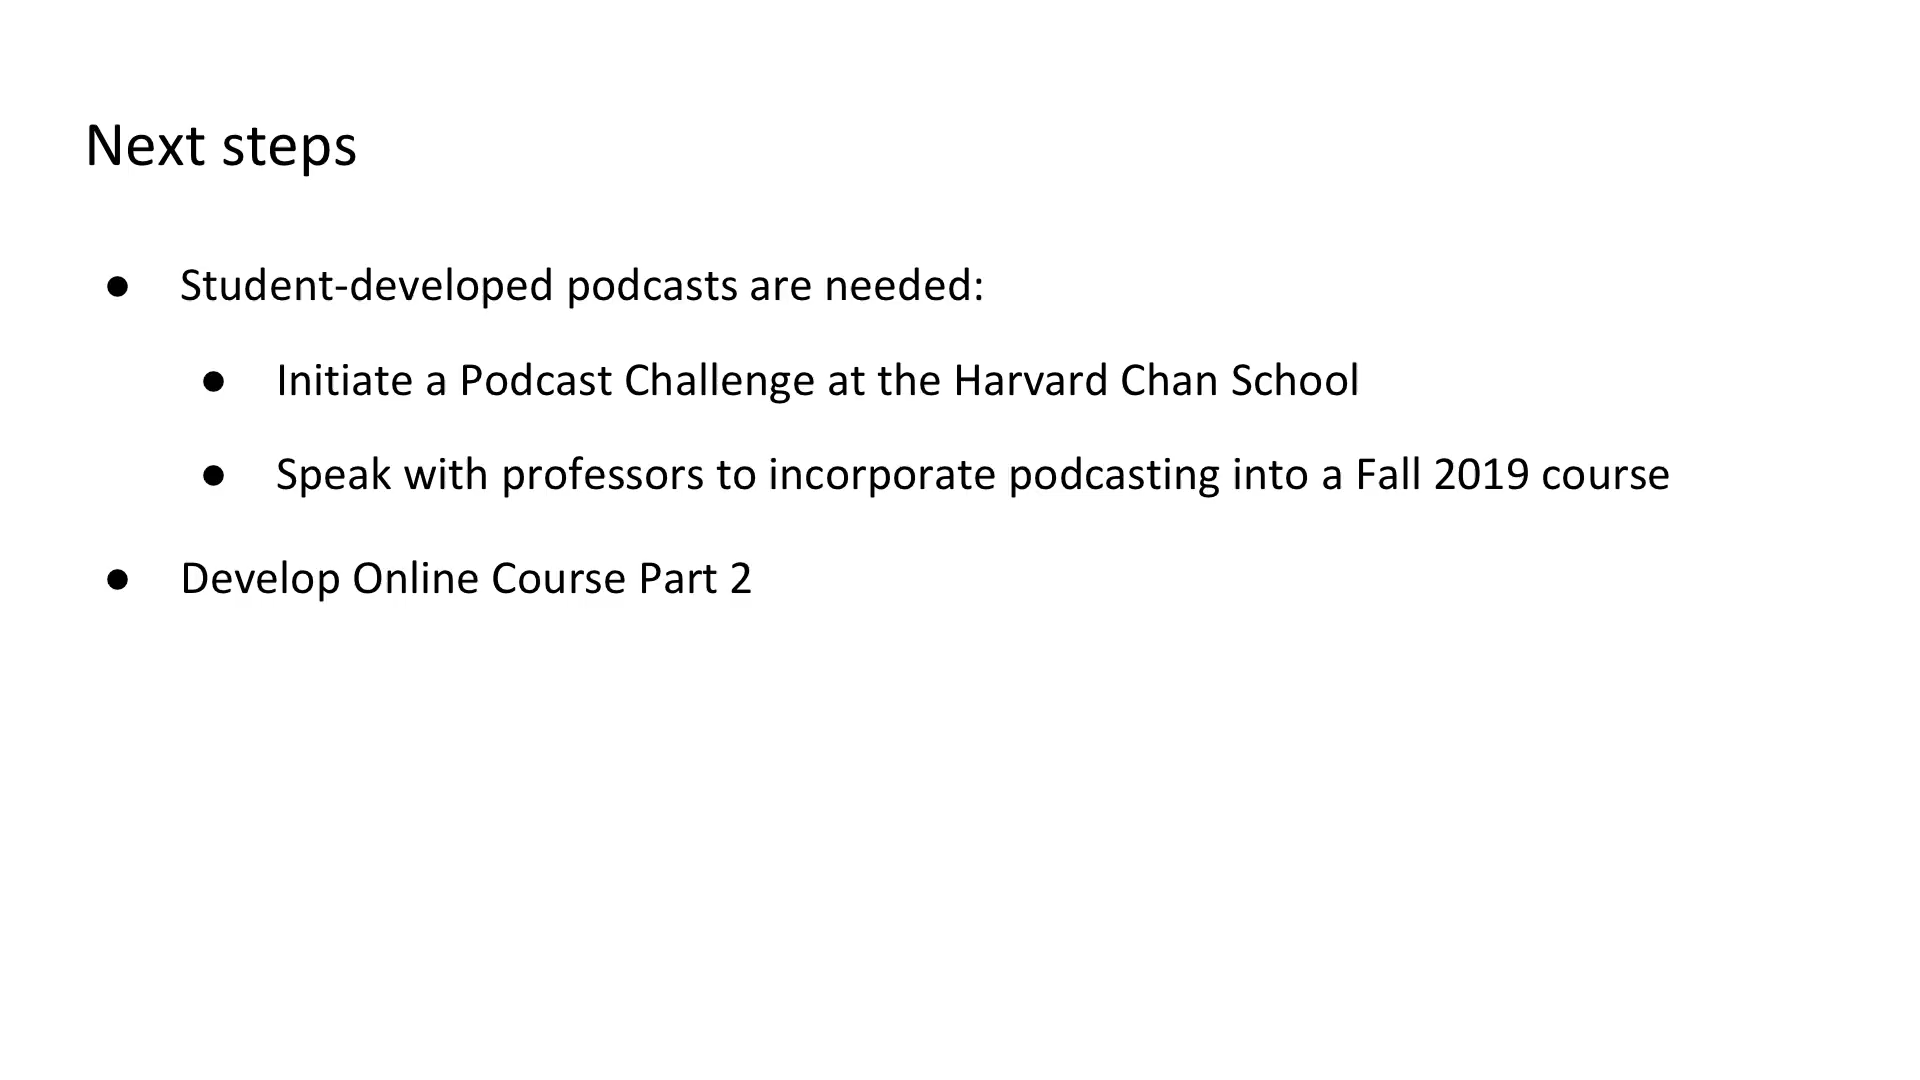 Next steps
● Student-developed podcasts are needed:
● Initiate a Podcast Challenge at the Harvard Chan School
● Speak with professors to incorporate podcasting into a Fall 2019 course
● Develop Online Course Part 2